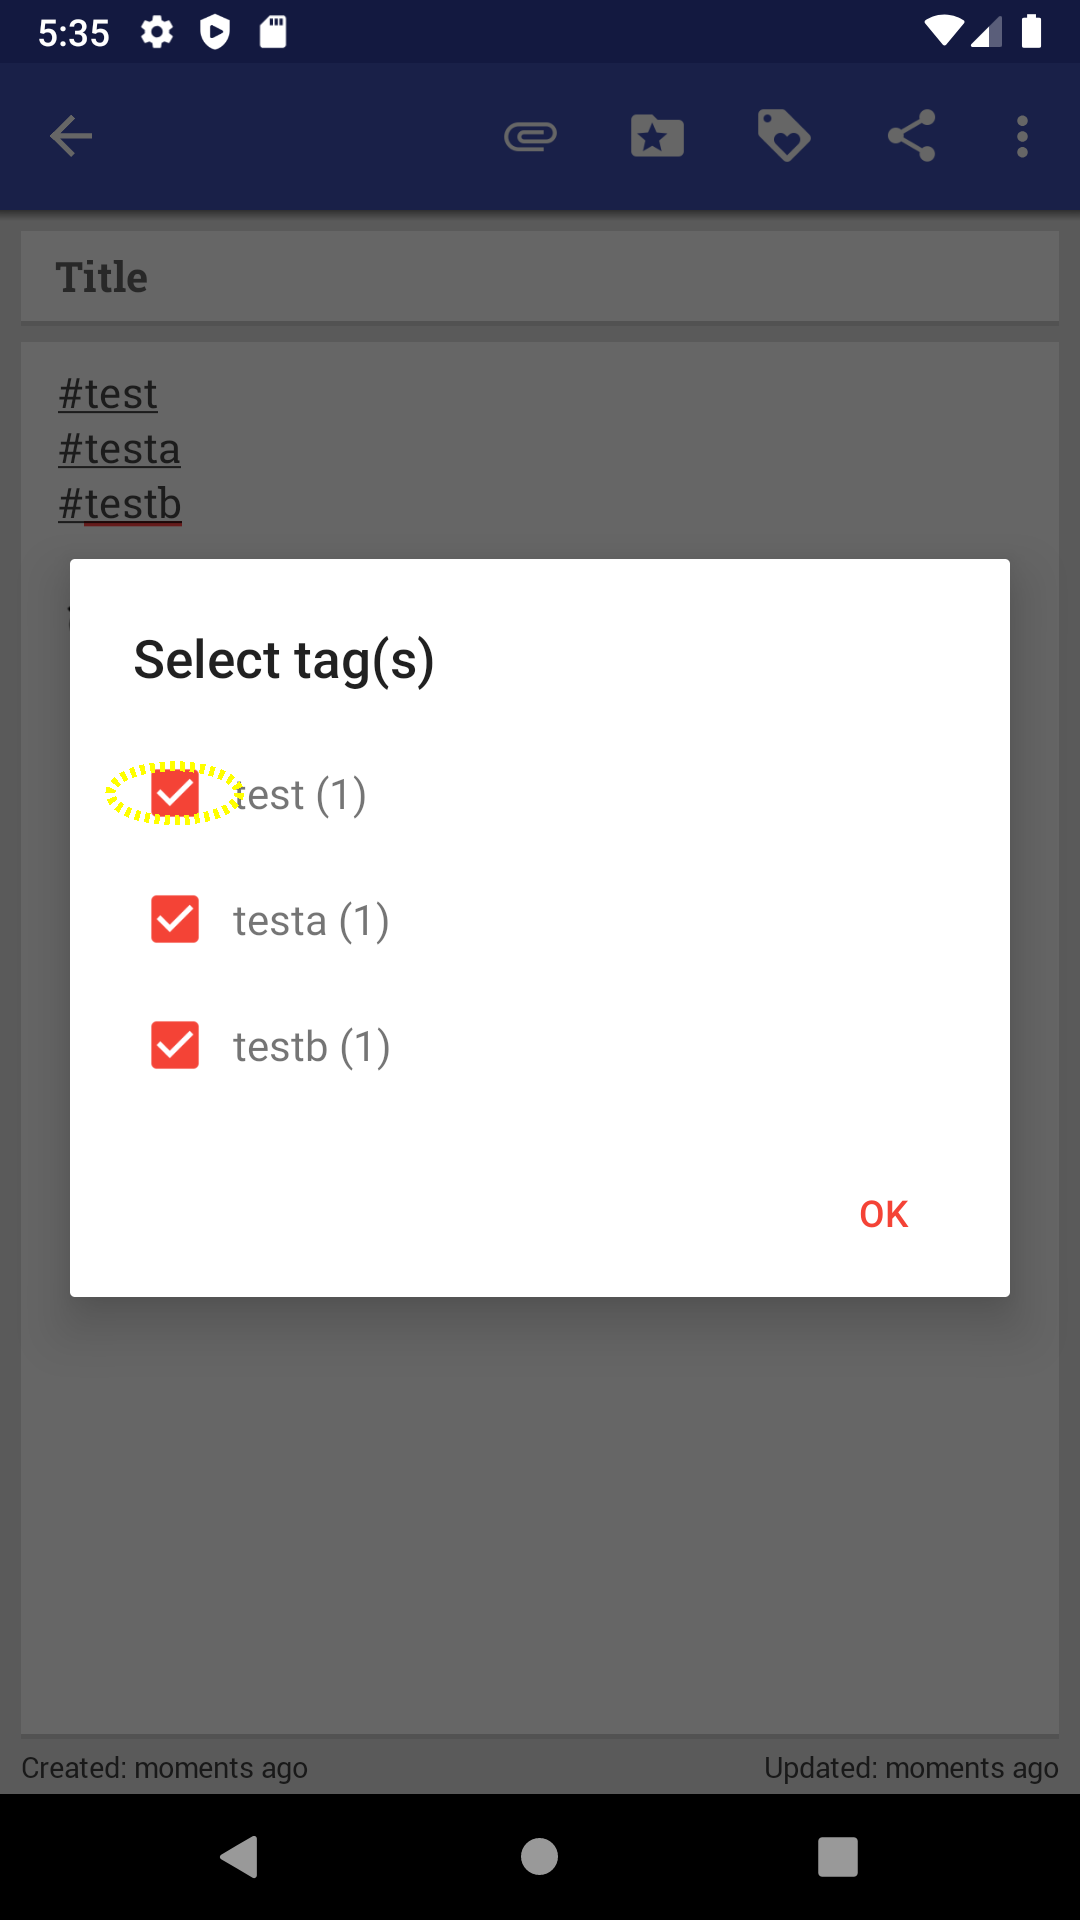 5:35
Title
#test
#testa
#testb
Select tag(s)
test (1)
testa (1)
testb (1)
OK
Created: moments ago
Updated: moments ago